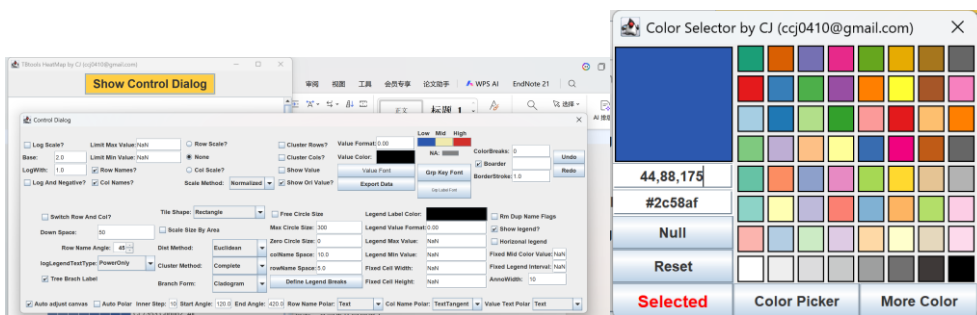 TBtools HeatMap by CJ (ccj0410@gmail.com)
Show Control Dialog
审阅 视图 工具 会员专享 论文助手 WPS AI EndNote 21
正文 标题 1 选择
Control Dialog
Log Scale? Limit Max Value: NaN Row Scale? Cluster Rows? Value Format: 0.00 Low Mid High
Base: 2.0 Limit Min Value: NaN None Cluster Cols? Value Color: NA: ColorBreaks: 0 Undo
LogWith: 1.0 Row Names? Col Scale? Show Value Value Font Grp Key Font Boarder Redo
Log And Negative? Col Names? Scale Method: Normalized Show Ori Value? Export Data Grp Label Font BorderStroke: 1.0
Switch Row And Col? Tile Shape: Rectangle Free Circle Size Legend Label Color: Rm Dup Name Flags
Down Space: 50 Scale Size By Area Max Circle Size: 300 Legend Value Format: 0.00 Show legend?
Row Name Angle: 45 Dist Method: Euclidean Zero Circle Size: 0 Legend Max Value: NaN Horizonal legend
logLegendTextType: PowerOnly Cluster Method: Complete colName Space: 10.0 Legend Min Value: NaN Fixed Mid Color Value: NaN
rowName Space: 5.0 Fixed Cell Width: NaN Fixed Legend Interval: NaN
Tree Brach Label Branch Form: Cladogram Define Legend Breaks Fixed Cell Height: NaN AnnoWidth: 10
Auto adjust canvas Auto Polar Inner Step: 10 Start Angle: 120.0 End Angle: 420.0 Row Name Polar: Text Col Name Polar: TextTangent Value Text Polar Text
Color Selector by CJ (ccj0410@gmail.com)
44,88,175
#2c58af
Null
Reset
Selected Color Picker More Color